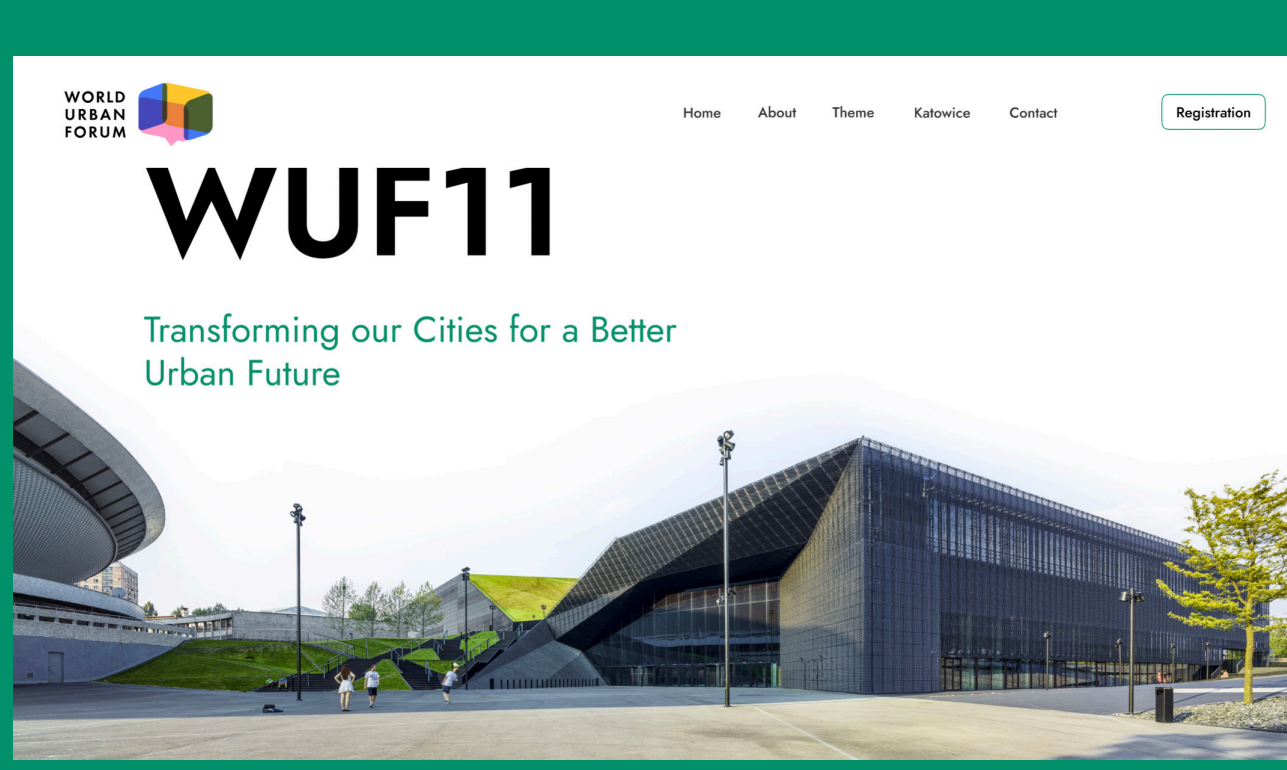 WORLD
URBAN
FORUM
Home About Theme Katowice Contact Registration
WUF11
Transforming our Cities for a Better
Urban Future